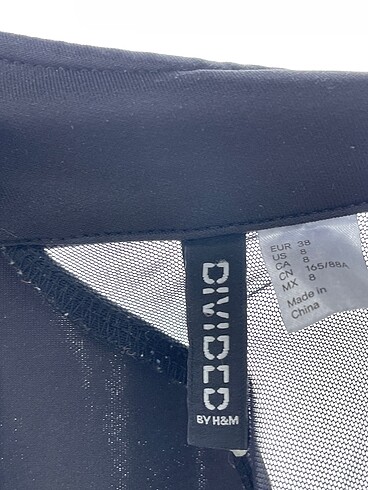 DIVIDED
BY H&M
EUR 38
US 8
CA 8
CN 165/88A
MX 8
Made in
China